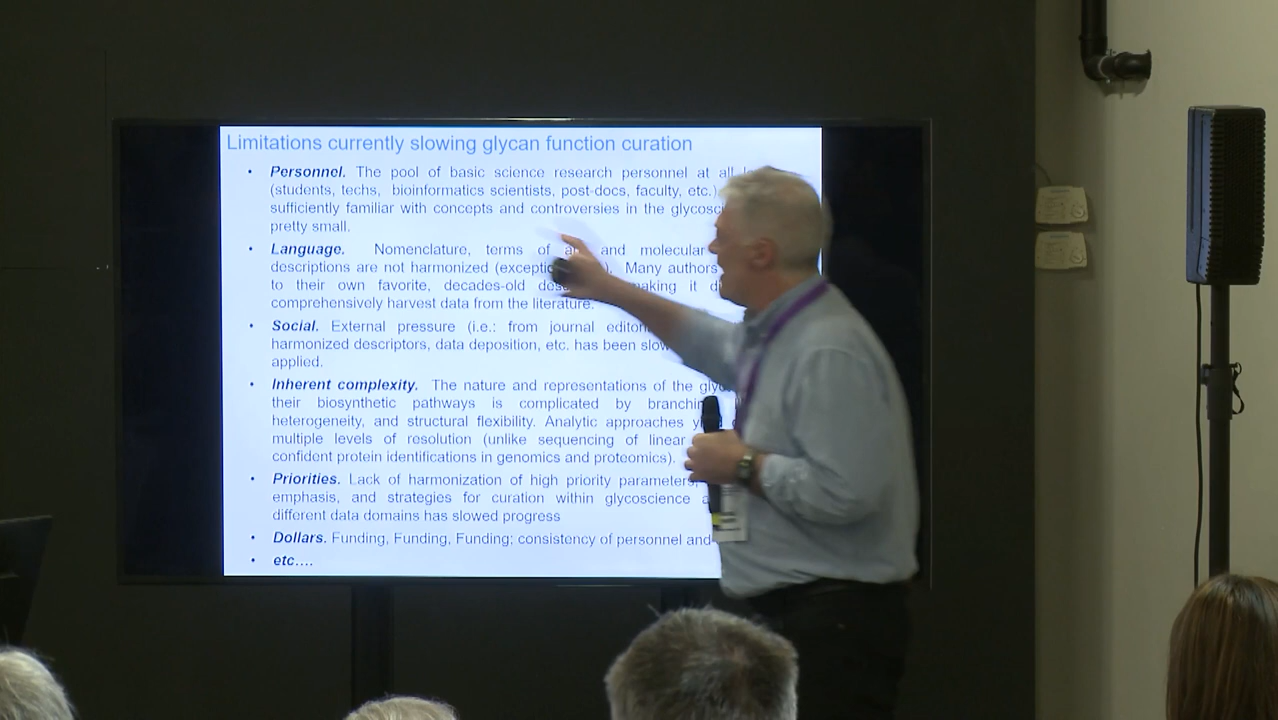 Limitations currently slowing glycan function curation
• Personnel. The pool of basic science research personnel at all
(students, techs, bioinformatics scientists, post-docs, faculty, etc.)
sufficiently familiar with concepts and controversies in the
pretty small.
• Language. Nomenclature, terms of and molecular
descriptions are not harmonized Many authors
to their own favorite, decades-old making it
comprehensively harvest data from the literature.
• Social. External pressure (i.e.: from journal
harmonized descriptors, data deposition, etc. has been
applied.
• Inherent complexity. The nature and representations of the
their biosynthetic pathways is complicated by
heterogeneity, and structural flexibility. Analytic approaches
multiple levels of resolution (unlike sequencing of linear
confident protein identifications in genomics and proteomics).
• Priorities. Lack of harmonization of high priority parameters,
emphasis, and strategies for curation within glycoscience
different data domains has slowed progress
• Dollars. Funding, Funding, Funding; consistency of personnel and
• etc....